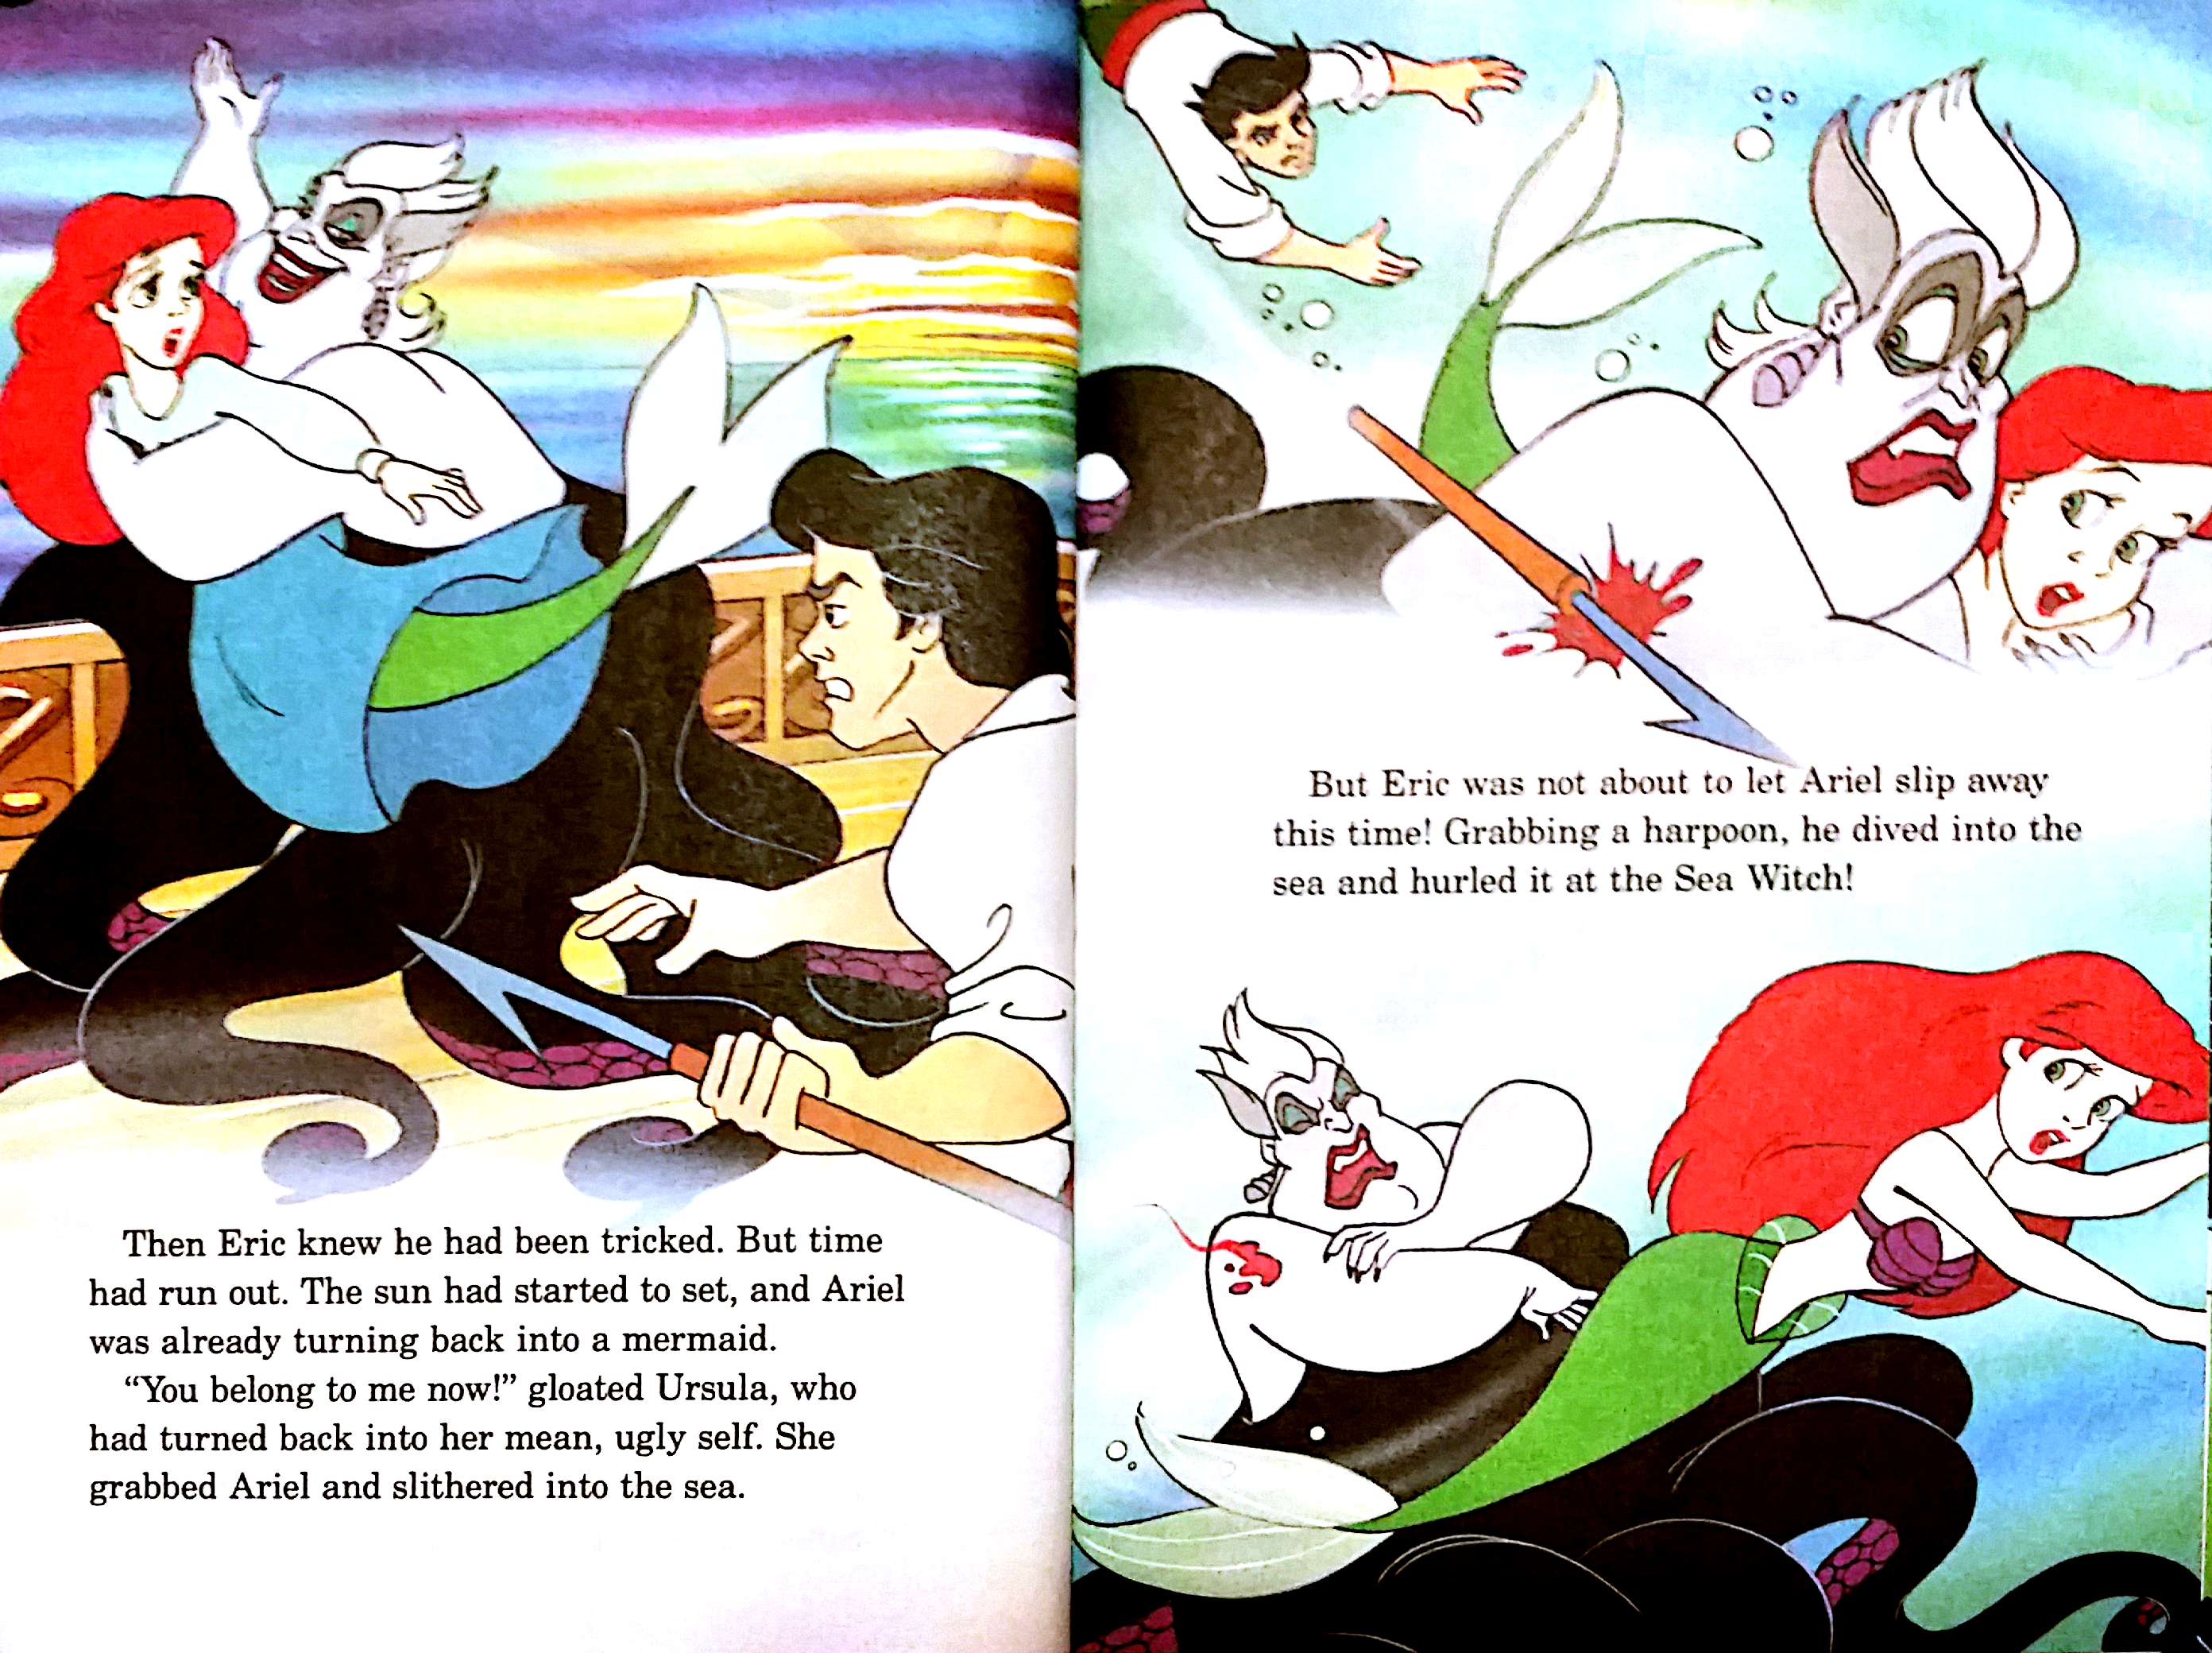 Then Eric knew he had been tricked. But time
had run out. The sun had started to set, and Ariel
was already turning back into a mermaid.
“You belong to me now!” gloated Ursula, who
had turned back into her mean, ugly self. She
grabbed Ariel and slithered into the sea.
But Eric was not about to let Ariel slip away
this time! Grabbing a harpoon, he dived into the
sea and hurled it at the Sea Witch!